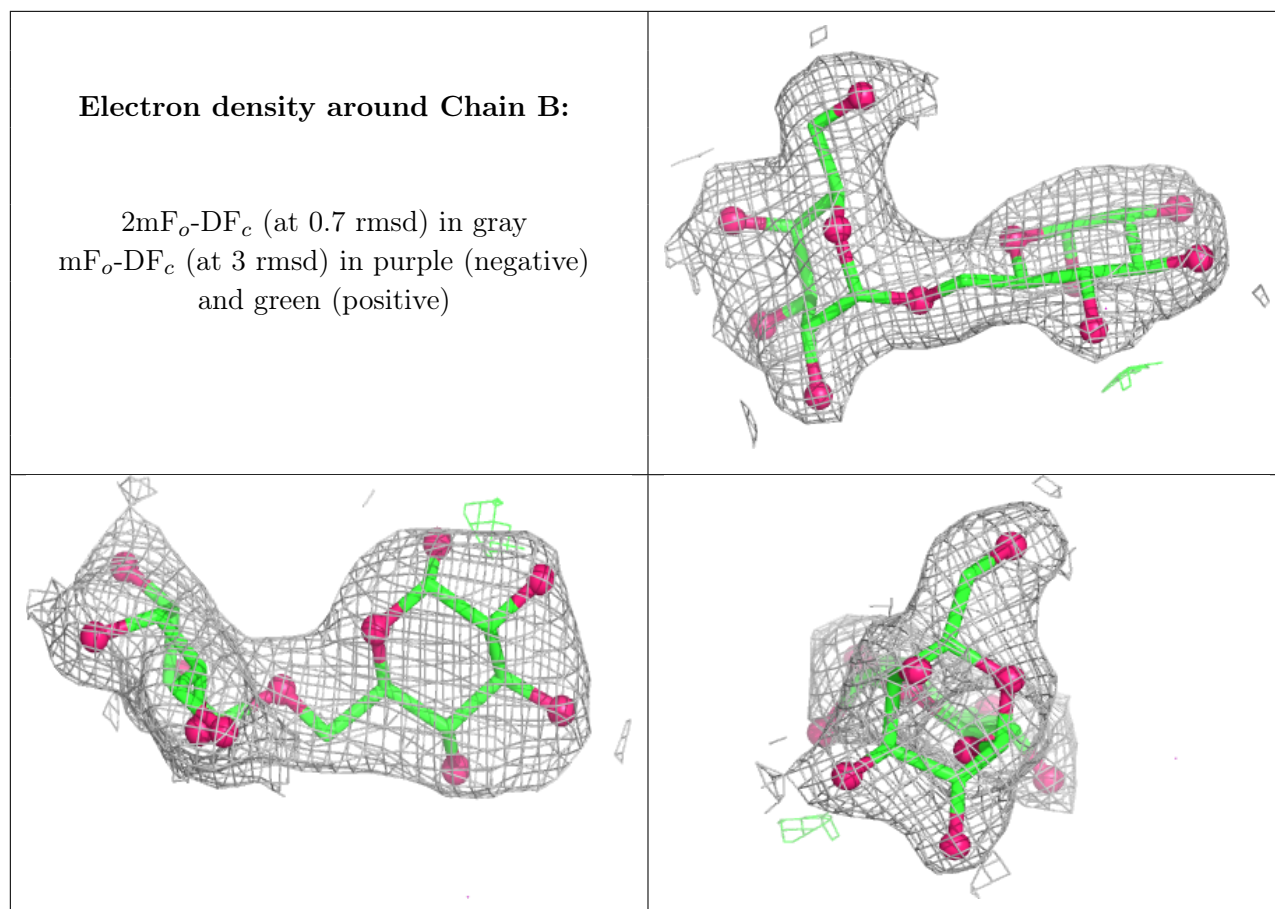 Electron density around Chain B:
2mFo-DFc (at 0.7 rmsd) in gray
mFo-DFc (at 3 rmsd) in purple (negative)
and green (positive)